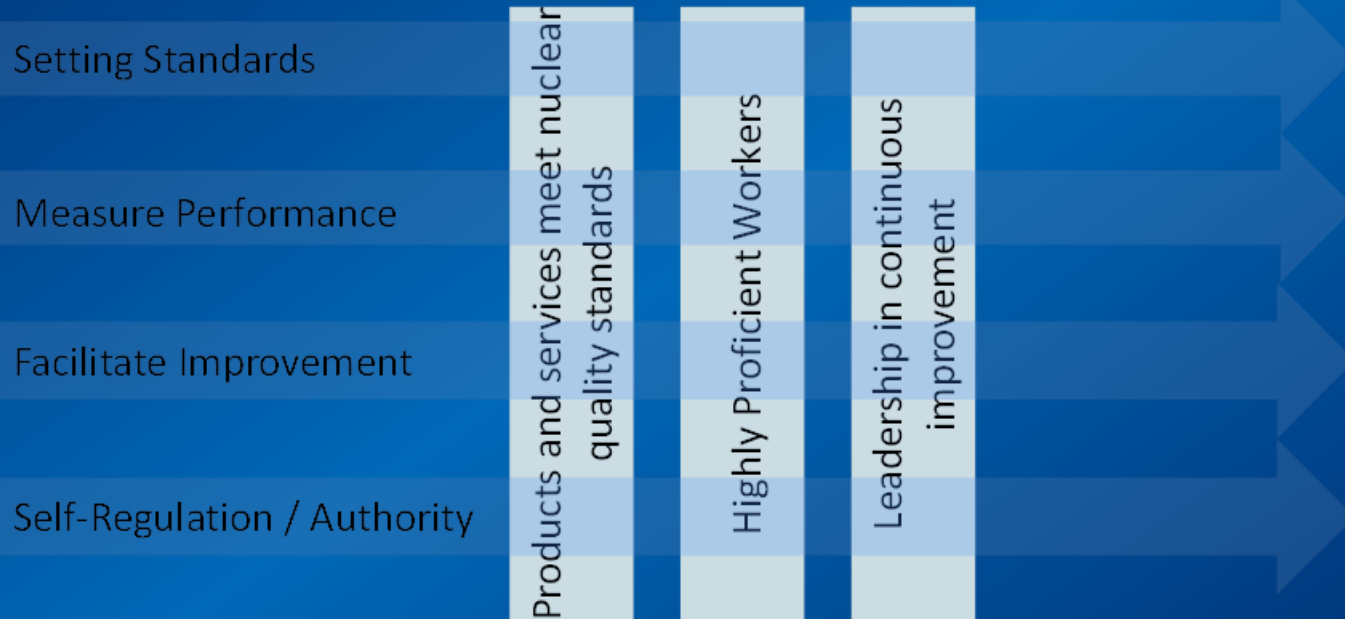 Setting Standards
Measure Performance
Facilitate Improvement
Self-Regulation / Authority
Products and services meet nuclear
quality standards
Highly Proficient Workers
Leadership in continuous
improvement